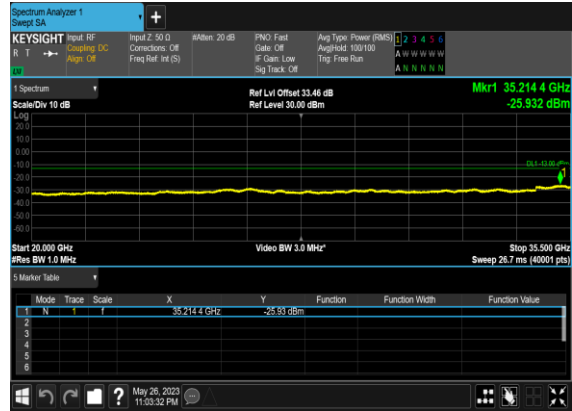 Spectrum Analyzer 1
Swept SA
+
KEYSIGHT Input: RF Input Z: 50 Ω #Atten: 20 dB PNO: Fast Avg Type: Power (RMS) 1 2 3 4 5 6
R T Coupling: DC Corrections: Off Gate: Off Avg|Hold: 100/100 A W W W W W
Align: Off Freq Ref: Int (S) IF Gain: Low Trig: Free Run
Sig Track: Off A N N N N N
1 Spectrum Ref Lvl Offset 33.46 dB Mkr1 35.214 4 GHz
Scale/Div 10 dB Ref Level 30.00 dBm -25.932 dBm
Log
20.0
10.0
0.00
-10.0 DL1 -13.00 dBm
1
-20.0
-30.0
-40.0
-50.0
-60.0
Start 20.000 GHz Video BW 3.0 MHz* Stop 35.500 GHz
#Res BW 1.0 MHz Sweep 26.7 ms (40001 pts)
5 Marker Table
Mode Trace Scale X Y Function Function Width Function Value
1 N 1 f 35.214 4 GHz -25.93 dBm
2
3
4
5
6
? May 26, 2023
11:03:32 PM